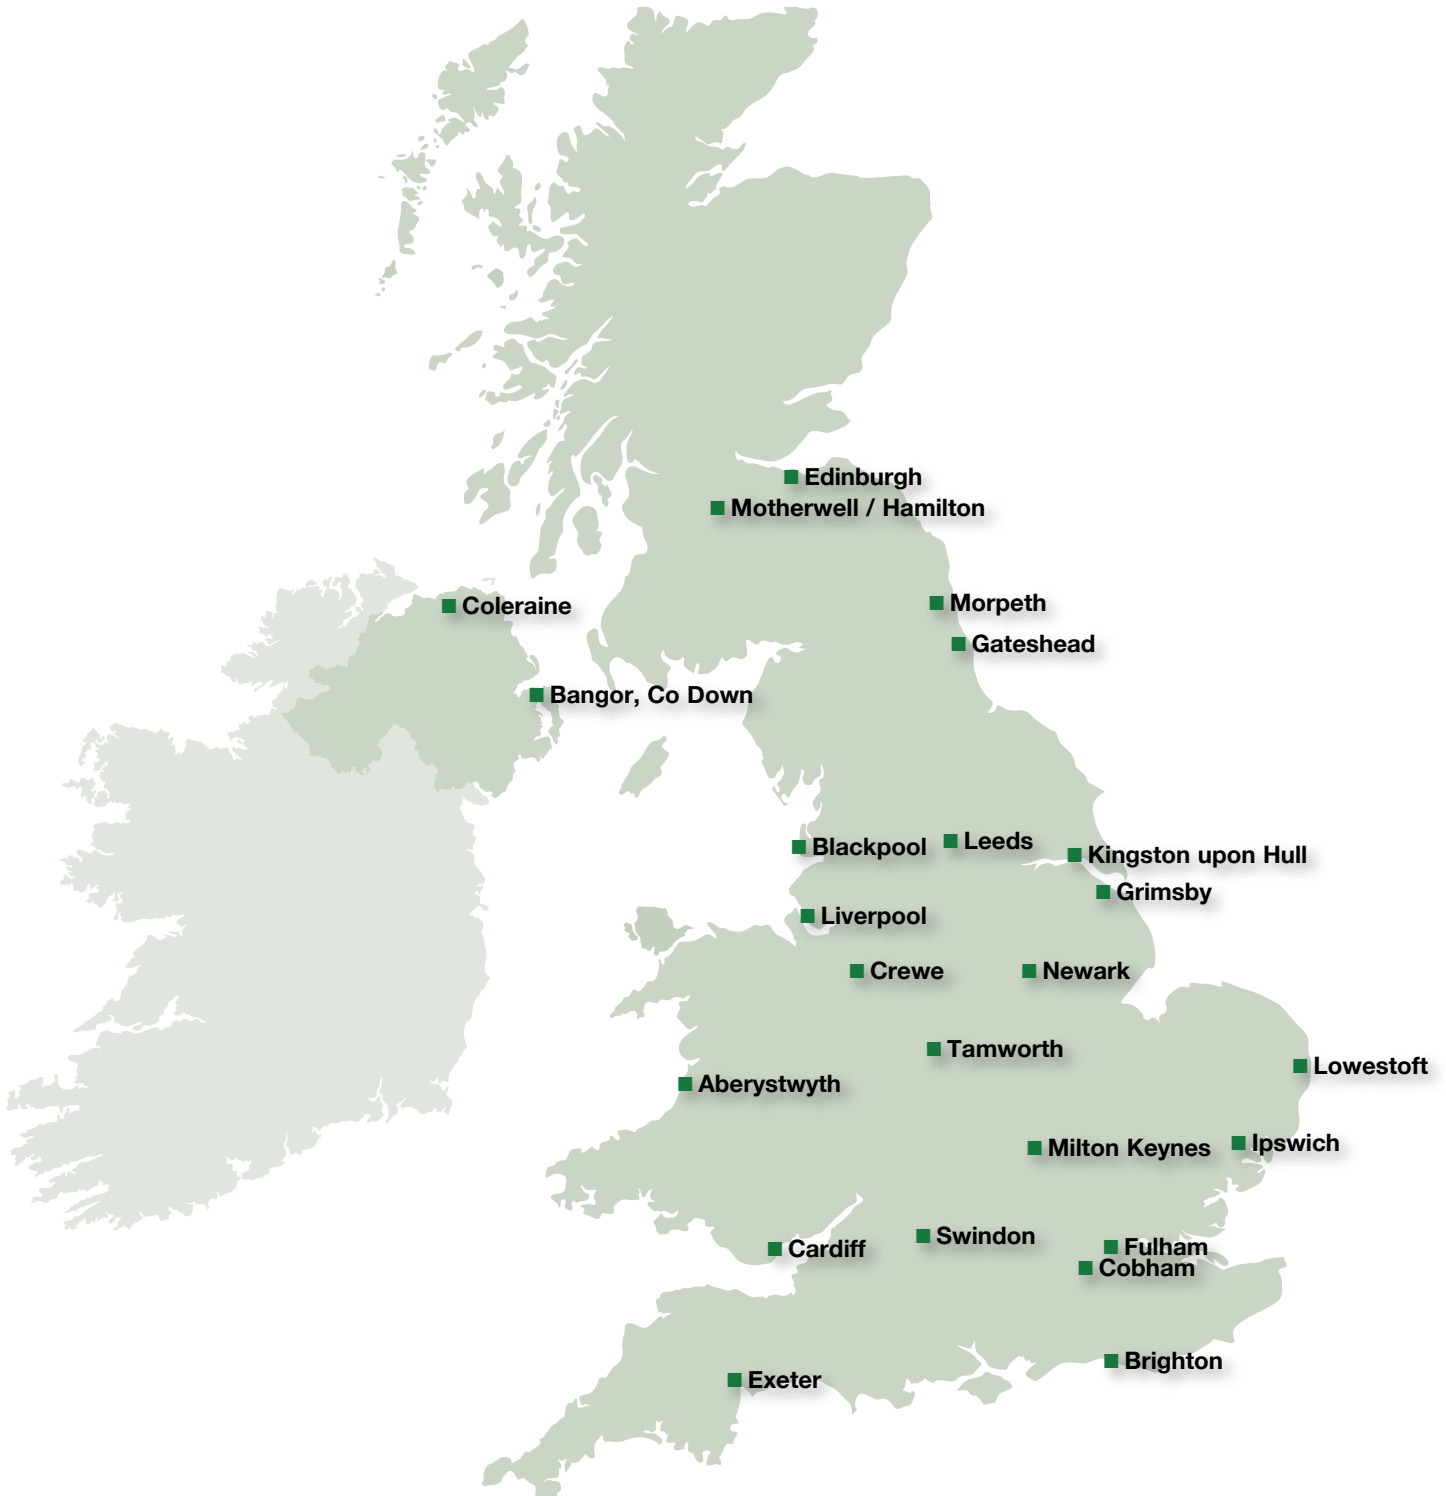 Edinburgh
Motherwell / Hamilton
Morpeth
Coleraine
Gateshead
Bangor, Co Down
Leeds
Blackpool
Kingston upon Hull
Grimsby
Liverpool
Crewe
Newark
Tamworth
Lowestoft
Aberystwyth
Ipswich
Milton Keynes
Swindon
Fulham
Cardiff
Cobham
Brighton
Exeter